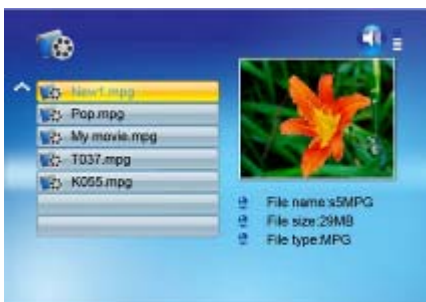 New1.mpg
Pop.mpg
My movie.mpg
T037.mpg
K055.mpg
File name:s5MPG
File size:29MB
File type:MPG